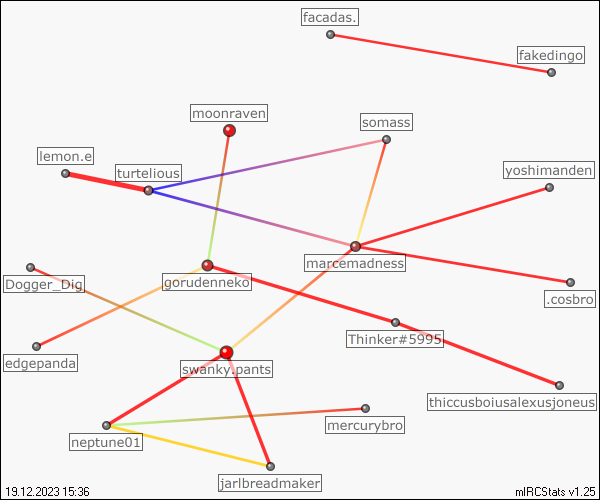 facadas.
fakedingo
moonraven
somass
lemon.e
turtelious
yoshimanden
marcemadness
Dogger_Dig
gorudenneko
.cosbro
Thinker#5995
edgepanda
swanky.pants
thiccusboiusalexusjoneus
mercurybro
neptune01
jarlbreadmaker
19.12.2023 15:36
mIRCStats v1.25